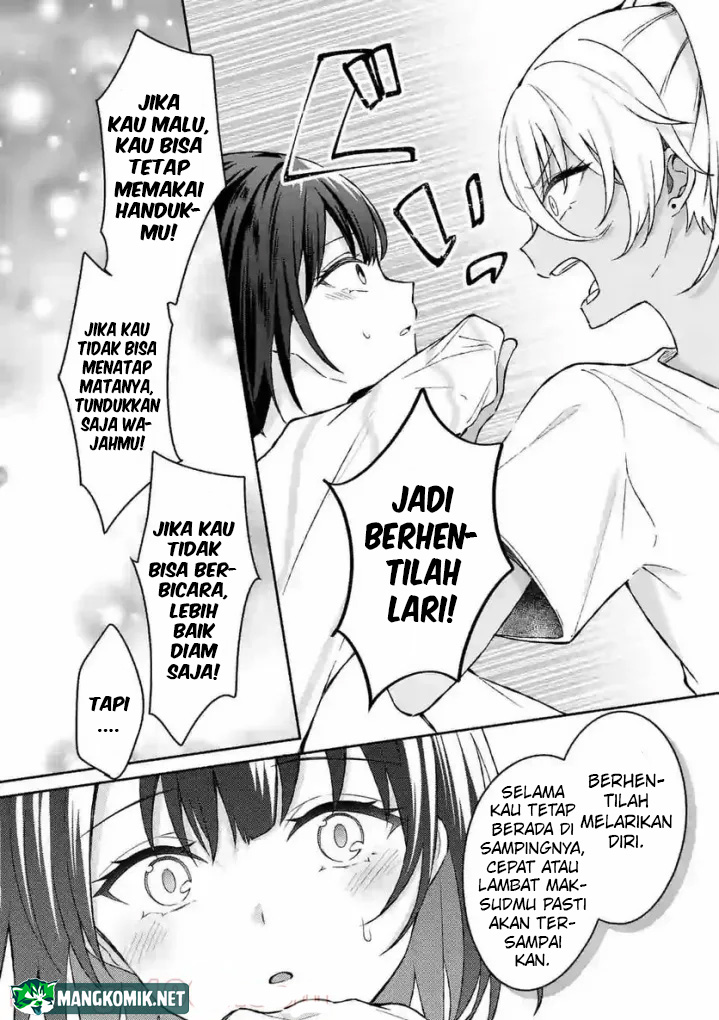 JADI
BERHEN-
TILAH
LARI!
JIKA
KAU MALU,
KAU BISA
TETAP
MEMAKAI
HANDUK-
MU!
JIKA KAU
TIDAK BISA
MENATAP
MATANYA,
TUNDUKKAN
SAJA WA-
JAHMU!
JIKA KAU
TIDAK
BISA BER-
BICARA,
LEBIH
BAIK
DIAM
SAJA!
TAPI
....
BERHEN-
TILAH
MELARIKAN
DIRI.
SELAMA
KAU TETAP
BERADA DI
SAMPINGNYA,
CEPAT ATAU
LAMBAT MAK-
SUDMU PASTI
AKAN TER-
SAMPAI
KAN.
MANGKOMIK.NET